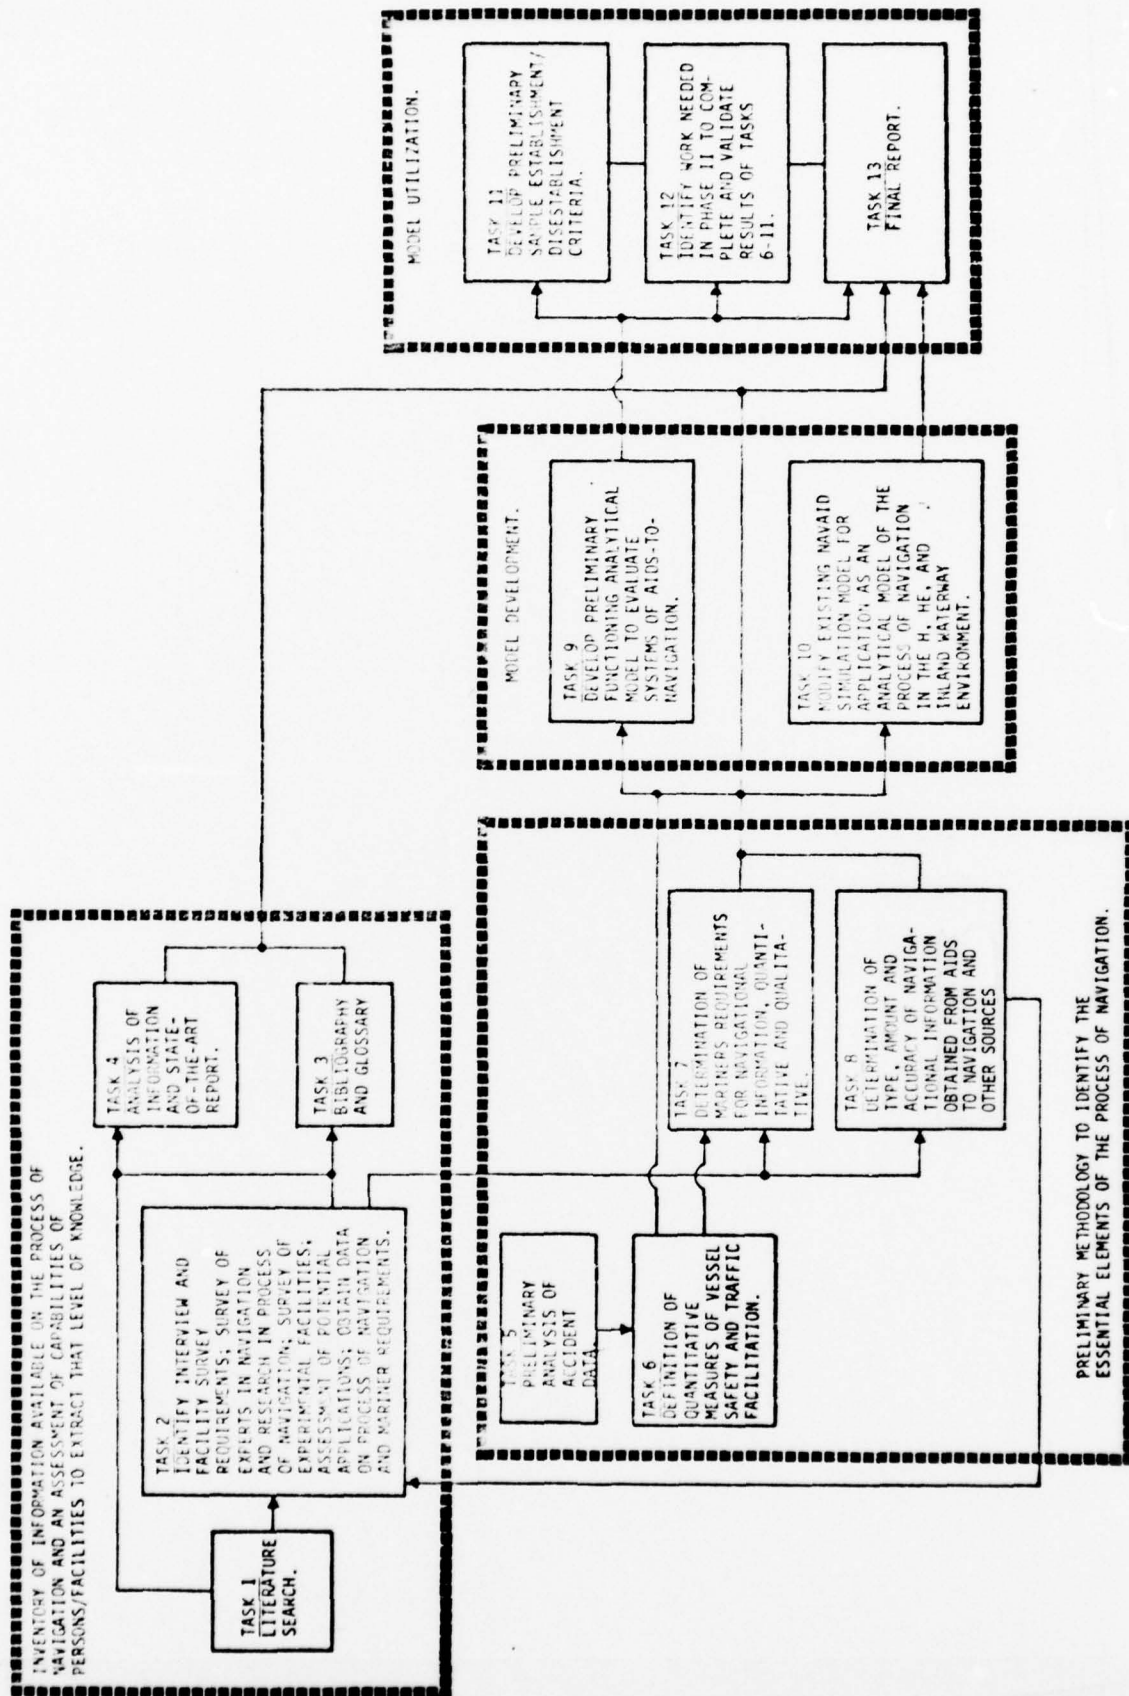 INVENTORY OF INFORMATION AVAILABLE ON THE PROCESS OF
NAVIGATION AND AN ASSESSMENT OF CAPABILITIES OF
PERSONS/FACILITIES TO EXTRACT THAT LEVEL OF KNOWLEDGE.
TASK 1
LITERATURE
SEARCH.
TASK 2
IDENTIFY INTERVIEW AND
FACILITY SURVEY
REQUIREMENTS; SURVEY OF
EXPERTS IN NAVIGATION
AND RESEARCH IN PROCESS
OF NAVIGATION; SURVEY OF
EXPERIMENTAL FACILITIES;
ASSESSMENT OF POTENTIAL
APPLICATIONS; OBTAIN DATA
ON PROCESS OF NAVIGATION
AND MARINER REQUIREMENTS.
TASK 4
ANALYSIS OF
INFORMATION
AND STATE-
OF-THE-ART
REPORT.
TASK 3
BIBLIOGRAPHY
AND GLOSSARY
TASK 5
PRELIMINARY
ANALYSIS OF
ACCIDENT
DATA.
TASK 6
DEFINITION OF
QUANTITATIVE
MEASURES OF VESSEL
SAFETY AND TRAFFIC
FACILITATION.
TASK 7
DETERMINATION OF
MARINERS REQUIREMENTS
FOR NAVIGATIONAL
INFORMATION, QUANTI-
TATIVE AND QUALITA-
TIVE.
TASK 8
DETERMINATION OF
TYPE, AMOUNT AND
ACCURACY OF NAVIGA-
TIONAL INFORMATION
OBTAINED FROM AIDS
TO NAVIGATION AND
OTHER SOURCES
PRELIMINARY METHODOLOGY TO IDENTIFY THE
ESSENTIAL ELEMENTS OF THE PROCESS OF NAVIGATION.
MODEL DEVELOPMENT.
TASK 9
DEVELOP PRELIMINARY
FUNCTIONING ANALYTICAL
MODEL TO EVALUATE
SYSTEMS OF AIDS-TO-
NAVIGATION.
TASK 10
MODIFY EXISTING NAVAID
SIMULATION MODEL FOR
APPLICATION AS AN
ANALYTICAL MODEL OF THE
PROCESS OF NAVIGATION
IN THE H, HE, AND
INLAND WATERWAY
ENVIRONMENT.
MODEL UTILIZATION.
TASK 11
DEVELOP PRELIMINARY
SAMPLE ESTABLISHMENT/
DISESTABLISHMENT
CRITERIA.
TASK 12
IDENTIFY WORK NEEDED
IN PHASE II TO COM-
PLETE AND VALIDATE
RESULTS OF TASKS
6-11.
TASK 13
FINAL REPORT.